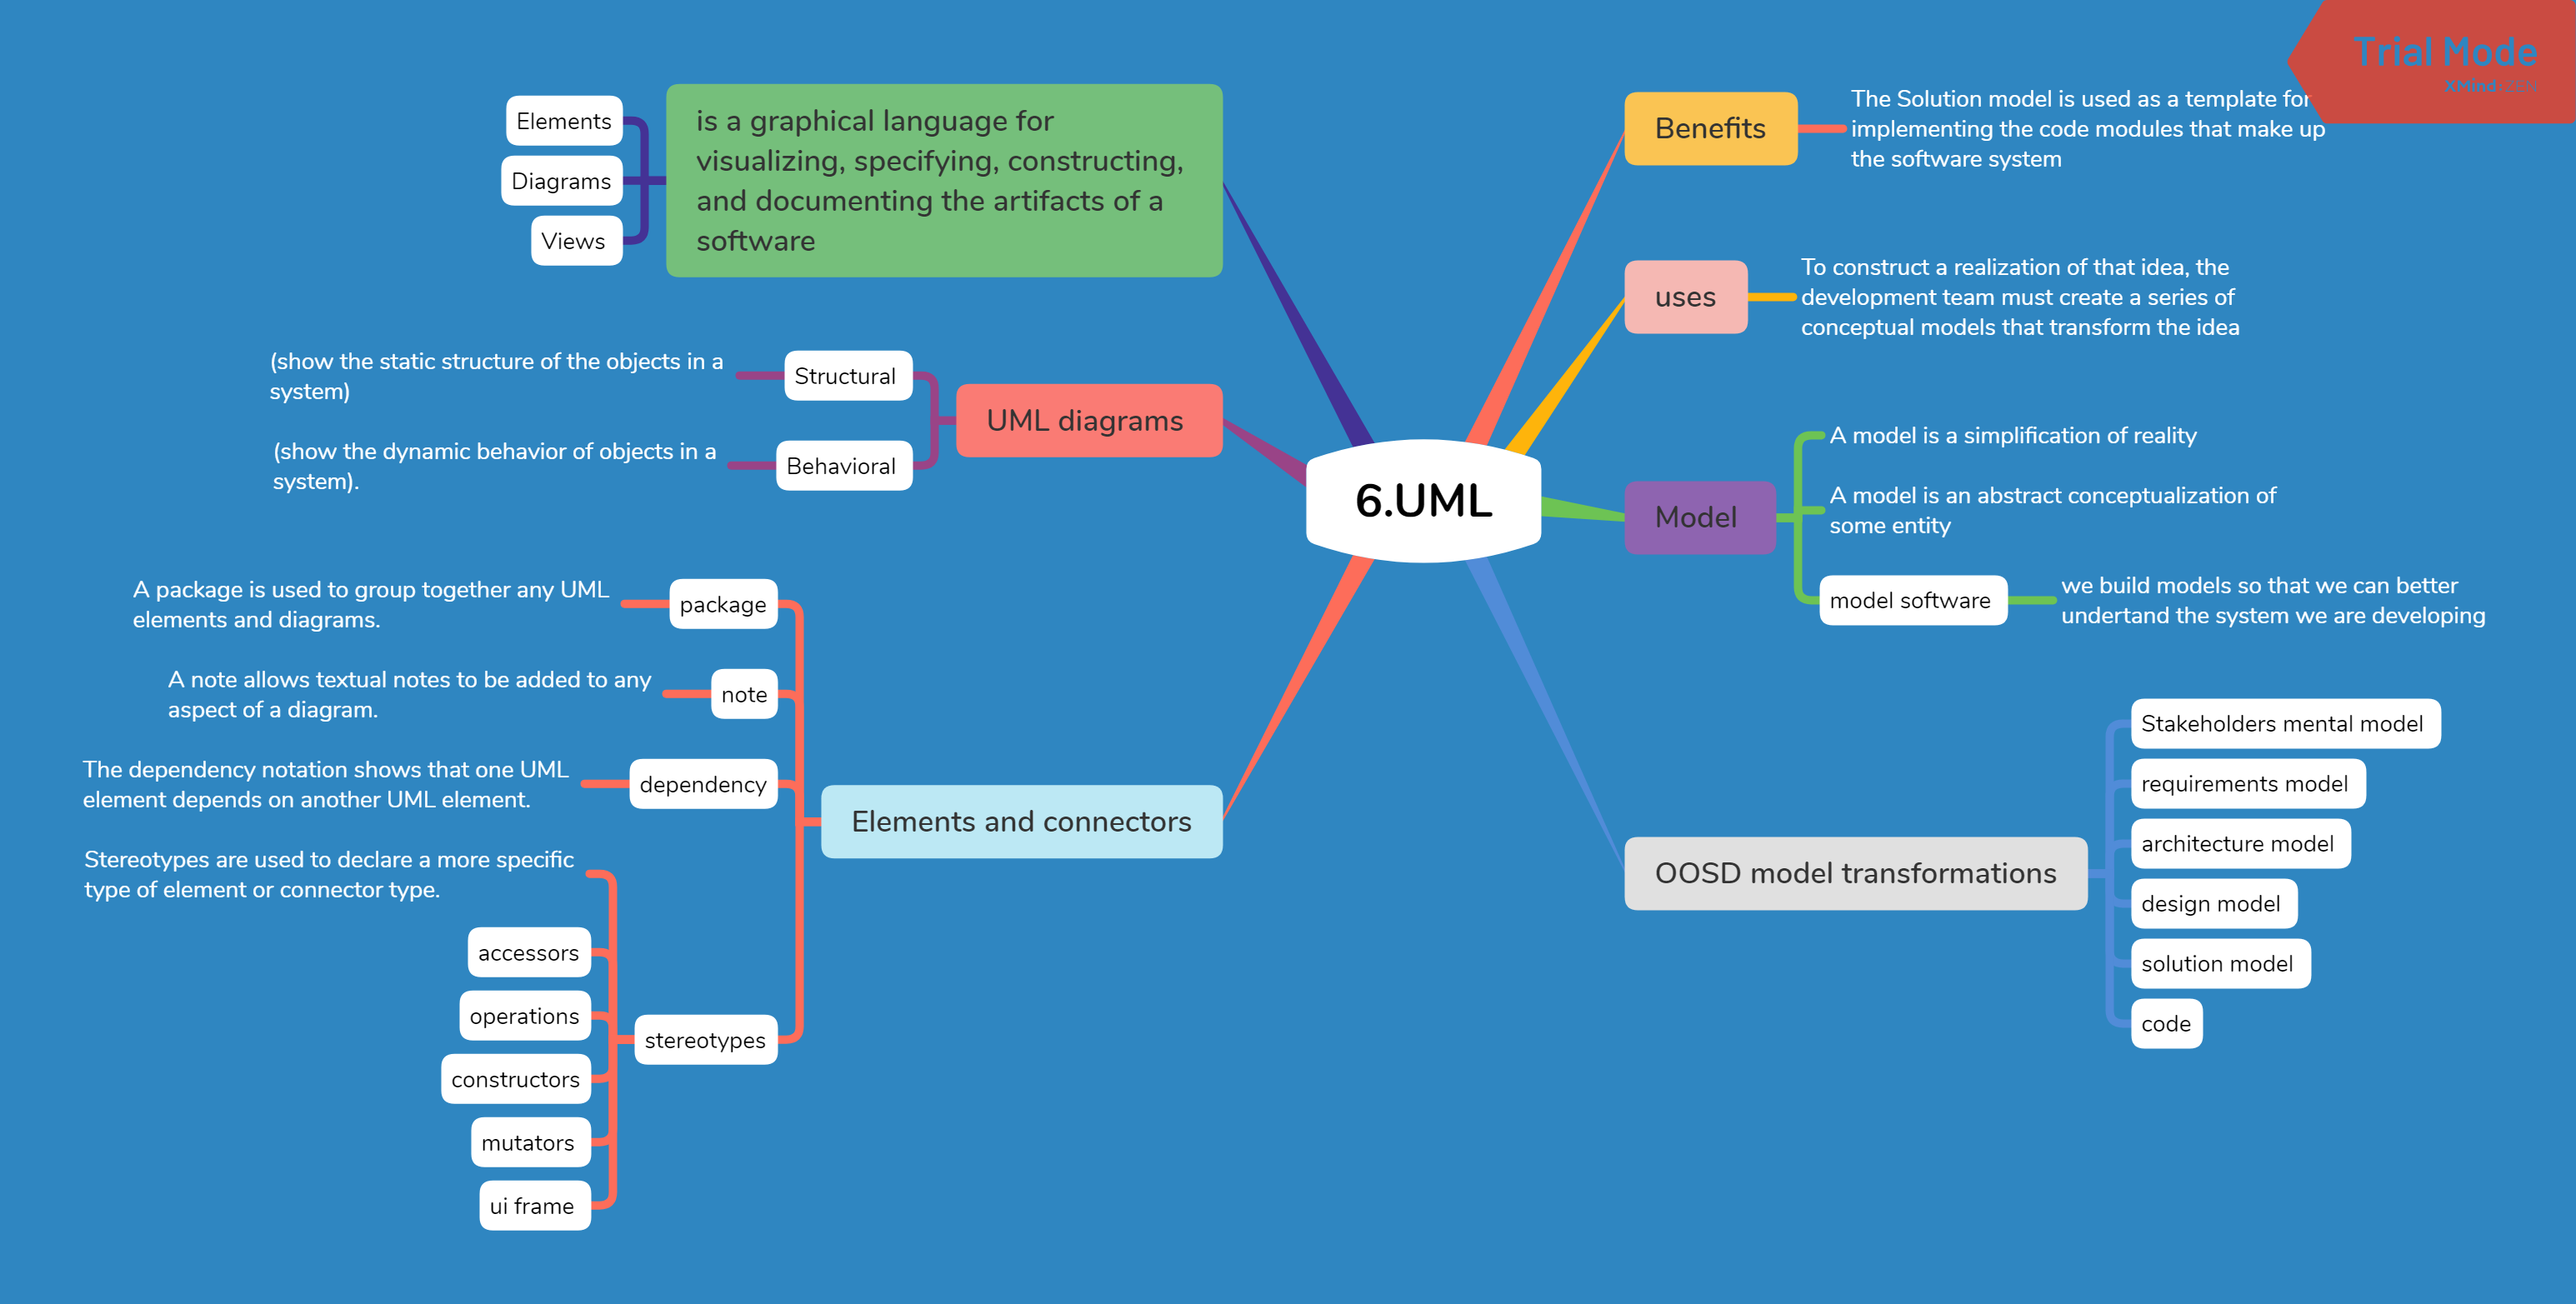 Trial Mode
XMind ZEN
6.UML
Benefits
The Solution model is used as a template for
implementing the code modules that make up
the software system
uses
To construct a realization of that idea, the
development team must create a series of
conceptual models that transform the idea
Model
A model is a simplification of reality
A model is an abstract conceptualization of
some entity
model software
we build models so that we can better
undertand the system we are developing
OOSD model transformations
Stakeholders mental model
requirements model
architecture model
design model
solution model
code
is a graphical language for
visualizing, specifying, constructing,
and documenting the artifacts of a
software
Elements
Diagrams
Views
UML diagrams
Structural
(show the static structure of the objects in a
system)
Behavioral
(show the dynamic behavior of objects in a
system).
Elements and connectors
package
A package is used to group together any UML
elements and diagrams.
note
A note allows textual notes to be added to any
aspect of a diagram.
dependency
The dependency notation shows that one UML
element depends on another UML element.
stereotypes
Stereotypes are used to declare a more specific
type of element or connector type.
accessors
operations
constructors
mutators
ui frame